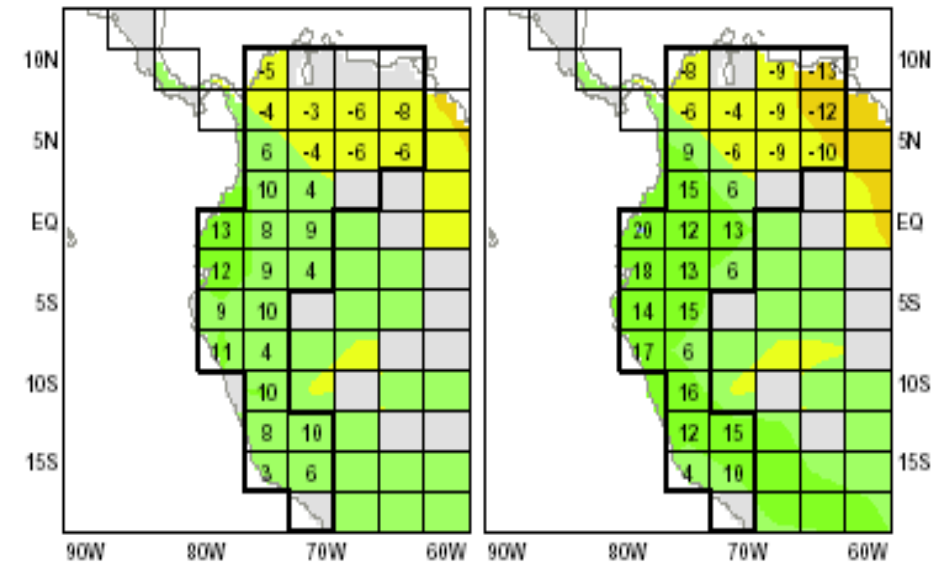 10N -5 -8 -9 -13 10N
-4 -3 -6 -8 -6 -4 -9 -12
5N 6 -4 -6 -6 9 -6 -9 -10 5N
10 4 15 6
EQ 13 8 9 20 12 13 EQ
12 9 4 18 13 6
5S 9 10 14 15 5S
11 4 17 6
10S 10 16 10S
8 10 12 15
15S 3 6 4 10 15S
90W 80W 70W 60W 90W 80W 70W 60W